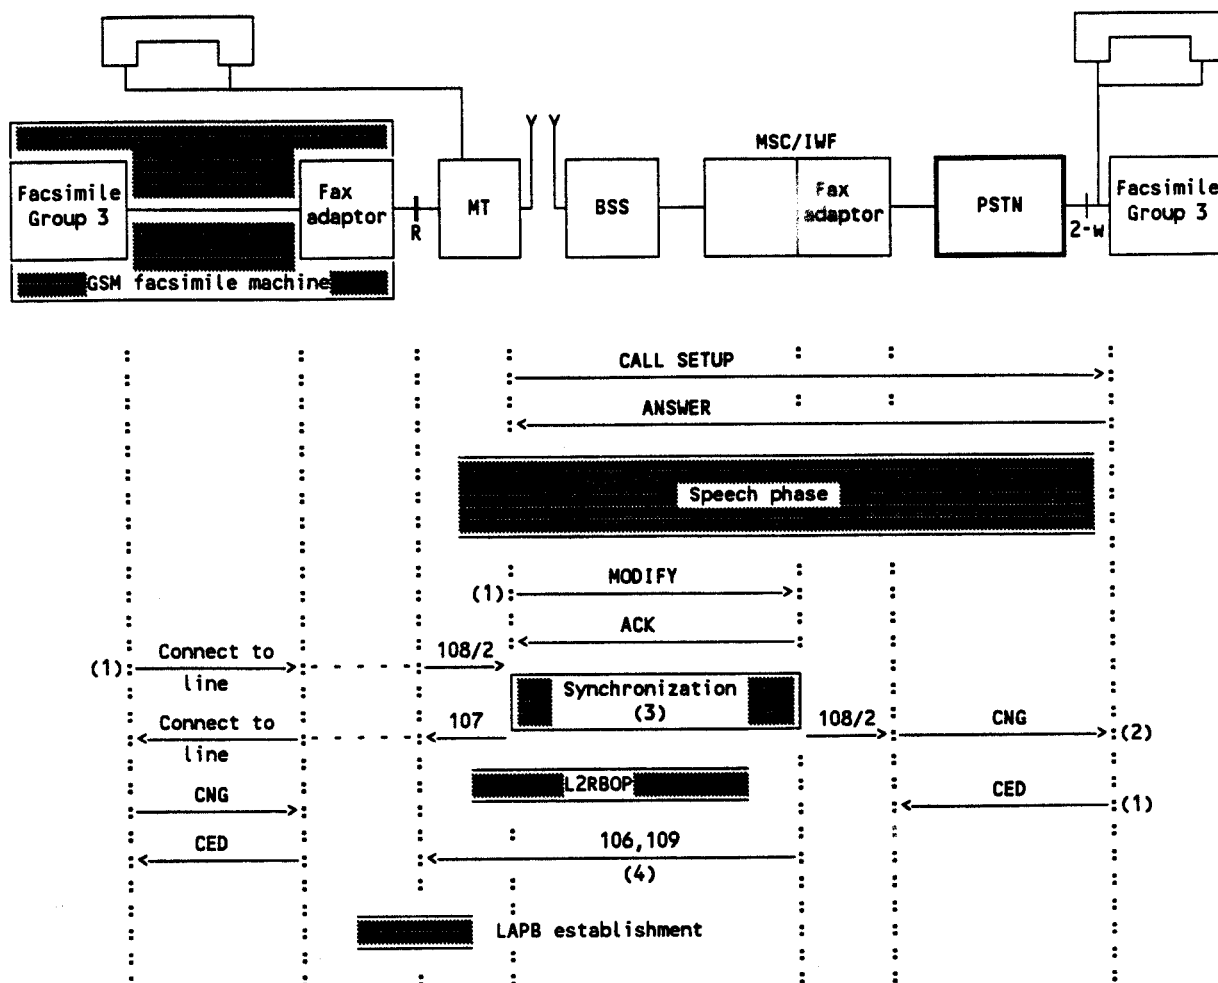 MSC/IWF
Facsimile
Group 3
Fax
adaptor
R
MT
BSS
Fax
adaptor
PSTN
2-w
Facsimile
Group 3
GSM facsimile machine
CALL SETUP
ANSWER
Speech phase
(1)
MODIFY
ACK
(1)
Connect to
line
108/2
Synchronization
(3)
Connect to
line
107
108/2
CNG
(2)
L2RBOP
CNG
CED
(1)
CED
106,109
(4)
LAPB establishment